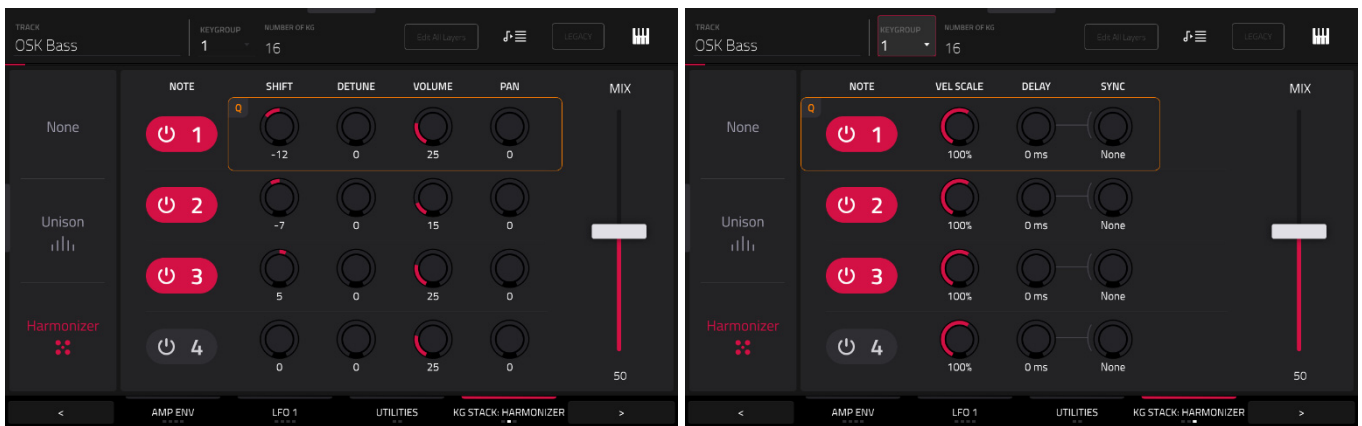 TRACK KEYGROUP NUMBER OF KG
OSK Bass 1 16 Edit All Layers LEGACY
NOTE SHIFT DETUNE VOLUME PAN MIX
None
Q
1
-12 0 25 0
2
Unison
-7 0 15 0
3
5 0 25 0
Harmonizer
4
0 0 25 0
50
< AMP ENV LFO 1 UTILITIES KG STACK: HARMONIZER >
TRACK KEYGROUP NUMBER OF KG
OSK Bass 1 16 Edit All Layers LEGACY
NOTE VEL SCALE DELAY SYNC MIX
None
Q
1
100% 0 ms None
2
Unison
100% 0 ms None
3
100% 0 ms None
Harmonizer
4
100% 0 ms None
50
< AMP ENV LFO 1 UTILITIES KG STACK: HARMONIZER >